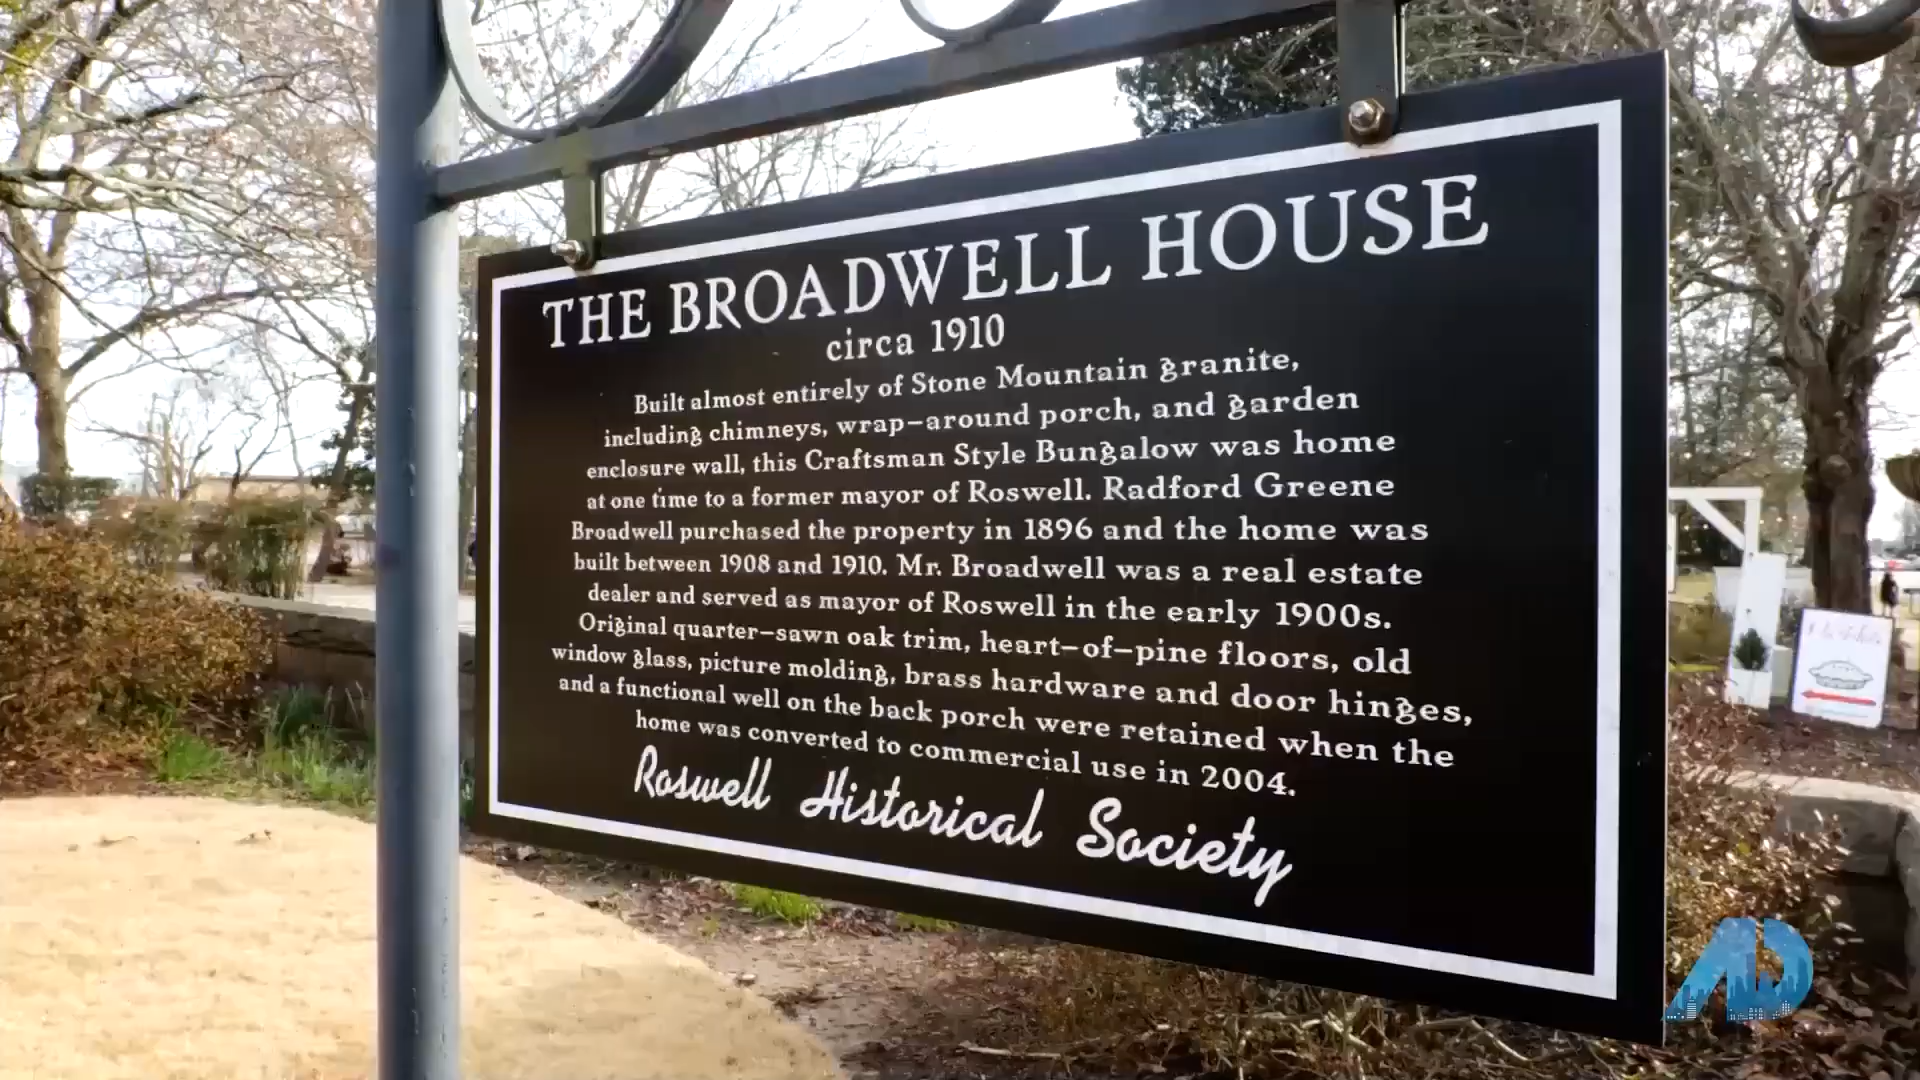 THE BROADWELL HOUSE
circa 1910
Built almost entirely of Stone Mountain granite,
including chimneys, wrap-around porch, and garden
enclosure wall, this Craftsman Style Bungalow was home
at one time to a former mayor of Roswell. Radford Greene
Broadwell purchased the property in 1896 and the home was
built between 1908 and 1910. Mr. Broadwell was a real estate
dealer and served as mayor of Roswell in the early 1900s.
Original quarter-sawn oak trim, heart-of-pine floors, old
window glass, picture molding, brass hardware and door hinges,
and a functional well on the back porch were retained when the
home was converted to commercial use in 2004.
Roswell Historical Society
AD